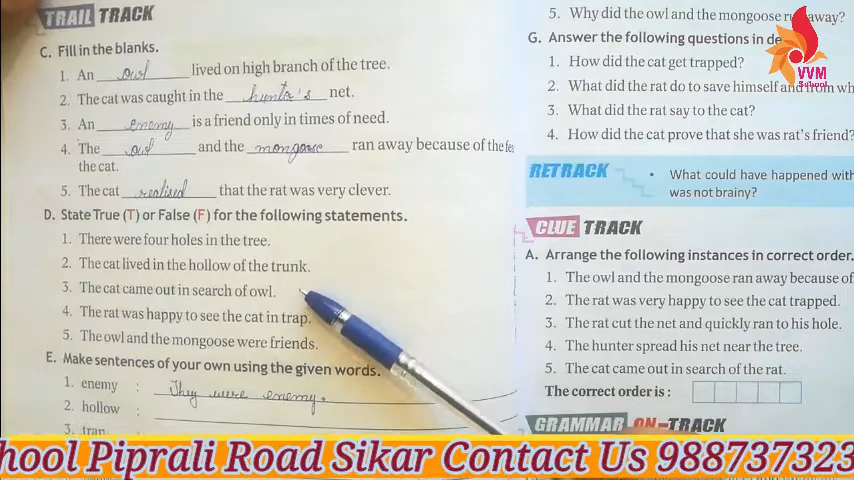 TRAIL TRACK
C. Fill in the blanks.
1. An owl lived on high branch of the tree.
2. The cat was caught in the hunter's net.
3. An enemy is a friend only in times of need.
4. The owl and the mongoose ran away because of the
the cat.
5. The cat realised that the rat was very clever.
D. State True (T) or False (F) for the following statements.
1. There were four holes in the tree.
2. The cat lived in the hollow of the trunk.
3. The cat came out in search of owl.
4. The rat was happy to see the cat in trap.
5. The owl and the mongoose were friends.
E. Make sentences of your own using the given words.
1. enemy : They were enemy.
2. hollow :
3. trap
5. Why did the owl and the mongoose run away?
G. Answer the following questions in
1. How did the cat get trapped?
2. What did the rat do to save himself and from
3. What did the rat say to the cat?
4. How did the cat prove that she was rat's friend?
RETRACK
• What could have happened with
was not brainy?
CLUE TRACK
A. Arrange the following instances in correct order.
1. The owl and the mongoose ran away because of
2. The rat was very happy to see the cat trapped.
3. The rat cut the net and quickly ran to his hole.
4. The hunter spread his net near the tree.
5. The cat came out in search of the rat.
The correct order is :
GRAMMAR ON-TRACK
VVM
School
hool Piprali Road Sikar Contact Us 988737323